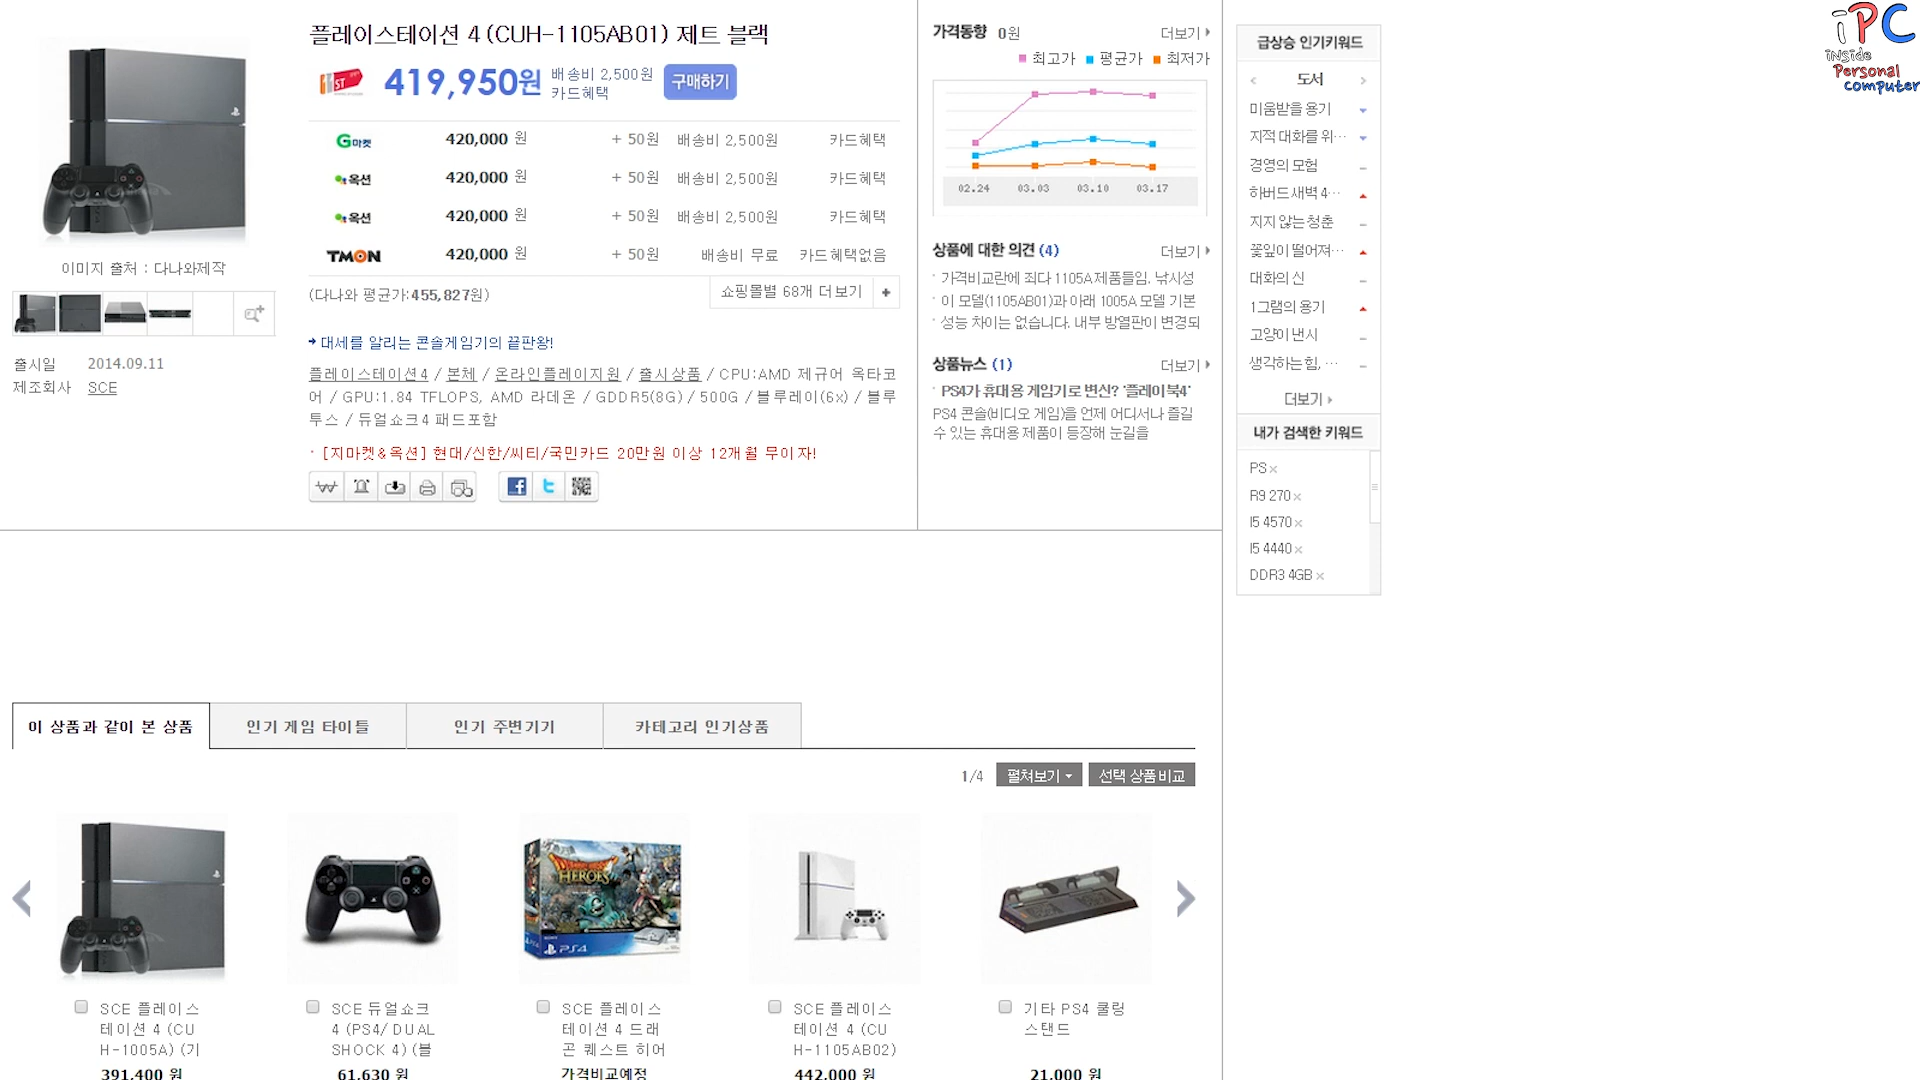 플레이스테이션 4 (CUH-1105AB01) 제트 블랙
11ST 419,950원 배송비 2,500원 카드혜택 구매하기
G마켓 420,000 원 + 50원 배송비 2,500원 카드혜택
옥션 420,000 원 + 50원 배송비 2,500원 카드혜택
옥션 420,000 원 + 50원 배송비 2,500원 카드혜택
TMON 420,000 원 + 50원 배송비 무료 카드혜택없음
(다나와 평균가:455,827원) 쇼핑몰별 68개 더보기 +
이미지 출처 : 다나와제작
출시일 2014.09.11
제조회사 SCE
대세를 알리는 콘솔게임기의 끝판왕!
플레이스테이션4 / 본체 / 온라인플레이지원 / 출시상품 / CPU:AMD 제규어 옥타코
어 / GPU:1.84 TFLOPS, AMD 라데온 / GDDR5(8G) / 500G / 블루레이(6x) / 블루
투스 / 듀얼쇼크4 패드포함
[지마켓&옥션] 현대/신한/씨티/국민카드 20만원 이상 12개월 무이자!
가격동향 0원 더보기
최고가 평균가 최저가
02.24 03.03 03.10 03.17
상품에 대한 의견 (4) 더보기
가격비교란에 죄다 1105A 제품들임. 낚시성
이 모델(1105AB01)과 아래 1005A 모델 기본
성능 차이는 없습니다. 내부 방열판이 변경되
상품뉴스 (1) 더보기
PS4가 휴대용 게임기로 변신? '플레이북4'
PS4 콘솔(비디오 게임)을 언제 어디서나 즐길
수 있는 휴대용 제품이 등장해 눈길을
급상승 인기키워드
도서
미움받을 용기
지적 대화를 위…
경영의 모험
하버드 새벽 4…
지지 않는 청춘
꽃잎이 떨어져…
대화의 신
1그램의 용기
고양이 낸시
생각하는 힘, …
더보기
내가 검색한 키워드
PS×
R9 270×
I5 4570×
I5 4440×
DDR3 4GB×
iPC
inside
Personal
Computer
이 상품과 같이 본 상품 인기 게임 타이틀 인기 주변기기 카테고리 인기상품
1/4 펼쳐보기 선택 상품비교
DRAGON QUEST
HEROES
PS4
SCE 플레이스
테이션 4 (CU
H-1005A) (기
391,400 원
SCE 듀얼쇼크
4 (PS4/ DUAL
SHOCK 4) (블
61,630 원
SCE 플레이스
테이션 4 드래
곤 퀘스트 히어
가격비교예정
SCE 플레이스
테이션 4 (CU
H-1105AB02)
442,000 원
기타 PS4 쿨링
스탠드
21,000 원